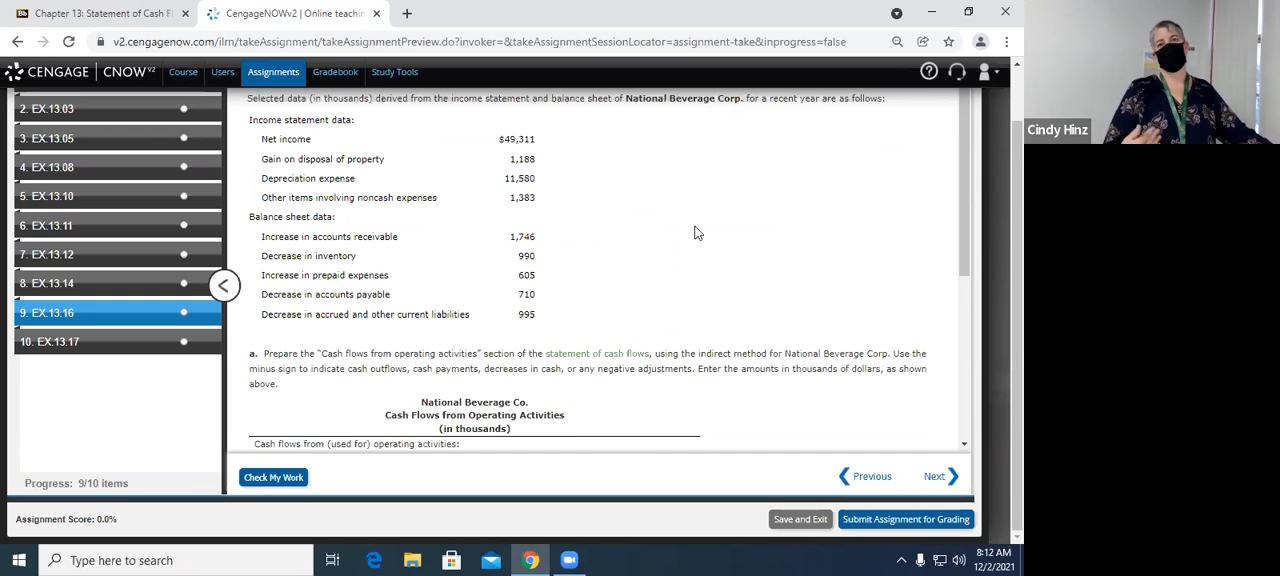 Chapter 13: Statement of Cash F
CengageNOWv2 | Online teachin
v2.cengagenow.com/ilrn/takeAssignment/takeAssignmentPreview.do?invoker=&takeAssignmentSessionLocator=assignment-take&inprogress=false
CENGAGE | CNOWv2 Course Users Assignments Gradebook Study Tools
2. EX.13.03
3. EX.13.05
4. EX.13.08
5. EX.13.10
6. EX.13.11
7. EX.13.12
8. EX.13.14
9. EX.13.16
10. EX.13.17
Progress: 9/10 items
Selected data (in thousands) derived from the income statement and balance sheet of National Beverage Corp. for a recent year are as follows:
Income statement data:
Net income $49,311
Gain on disposal of property 1,188
Depreciation expense 11,580
Other items involving noncash expenses 1,383
Balance sheet data:
Increase in accounts receivable 1,746
Decrease in inventory 990
Increase in prepaid expenses 605
Decrease in accounts payable 710
Decrease in accrued and other current liabilities 995
a. Prepare the "Cash flows from operating activities" section of the statement of cash flows, using the indirect method for National Beverage Corp. Use the
minus sign to indicate cash outflows, cash payments, decreases in cash, or any negative adjustments. Enter the amounts in thousands of dollars, as shown
above.
National Beverage Co.
Cash Flows from Operating Activities
(in thousands)
Cash flows from (used for) operating activities:
Check My Work
Previous
Next
Assignment Score: 0.0%
Save and Exit
Submit Assignment for Grading
Cindy Hinz
Type here to search
8:12 AM
12/2/2021